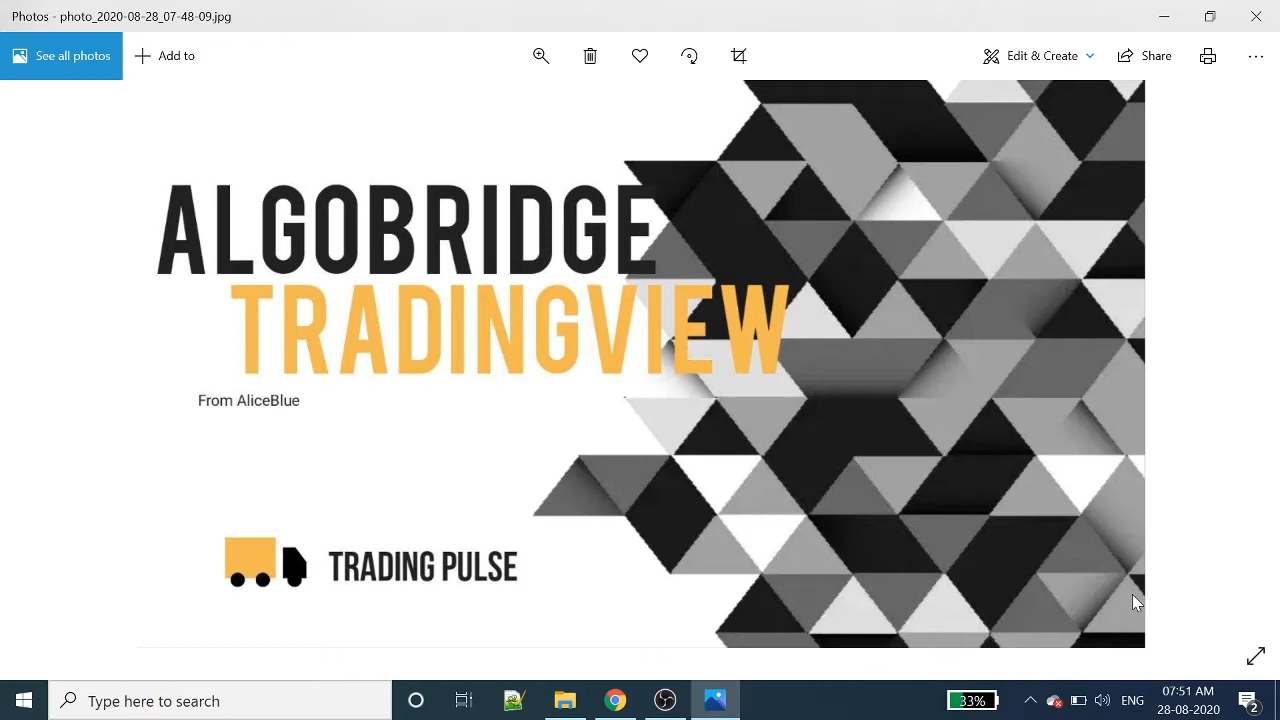 Photos - photo_2020-08-28_07-48-09.jpg
See all photos
Add to
Edit & Create
Share
ALGOBRIDGE
TRADINGVIEW
From AliceBlue
TRADING PULSE
Type here to search
33%
ENG
07:51 AM
28-08-2020
2